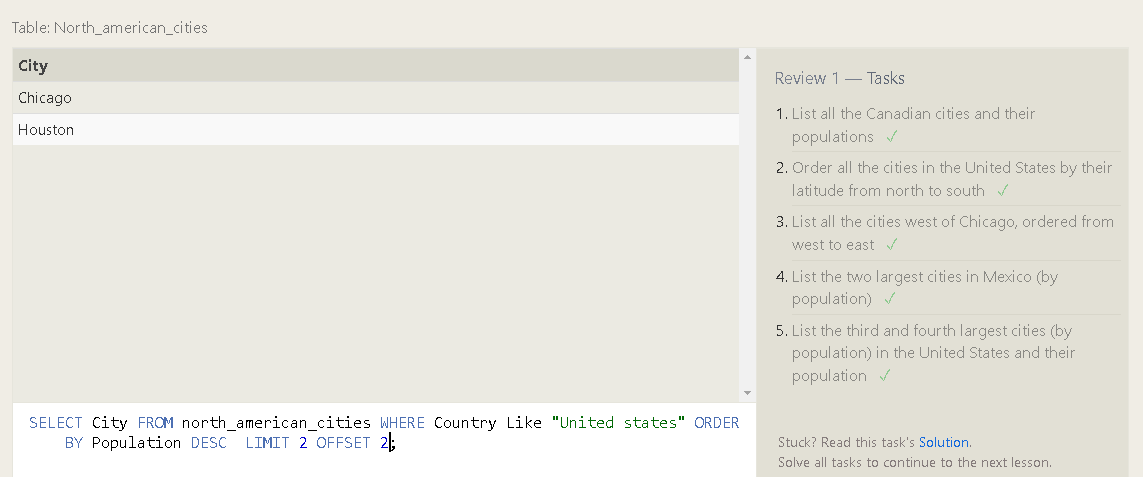 Table: North_american_cities
City
Chicago
Houston
SELECT City FROM north_american_cities WHERE Country Like "United states" ORDER
BY Population DESC  LIMIT 2 OFFSET 2;
Review 1 — Tasks
1. List all the Canadian cities and their
populations ✓
2. Order all the cities in the United States by their
latitude from north to south ✓
3. List all the cities west of Chicago, ordered from
west to east ✓
4. List the two largest cities in Mexico (by
population) ✓
5. List the third and fourth largest cities (by
population) in the United States and their
population ✓
Stuck? Read this task's Solution.
Solve all tasks to continue to the next lesson.